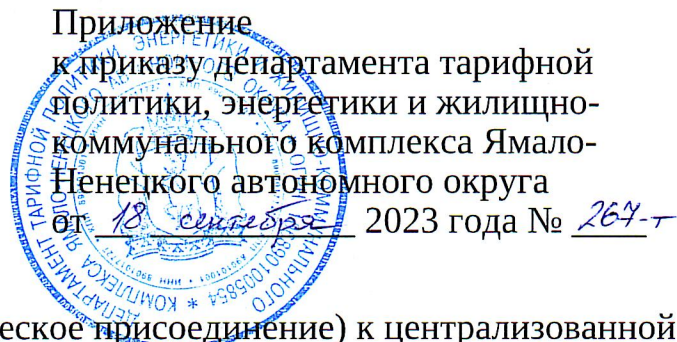 Приложение
к приказу департамента тарифной
политики, энергетики и жилищно-
коммунального комплекса Ямало-
Ненецкого автономного округа
от 18 сентября 2023 года № 267-т
еское присоединение) к централизованной